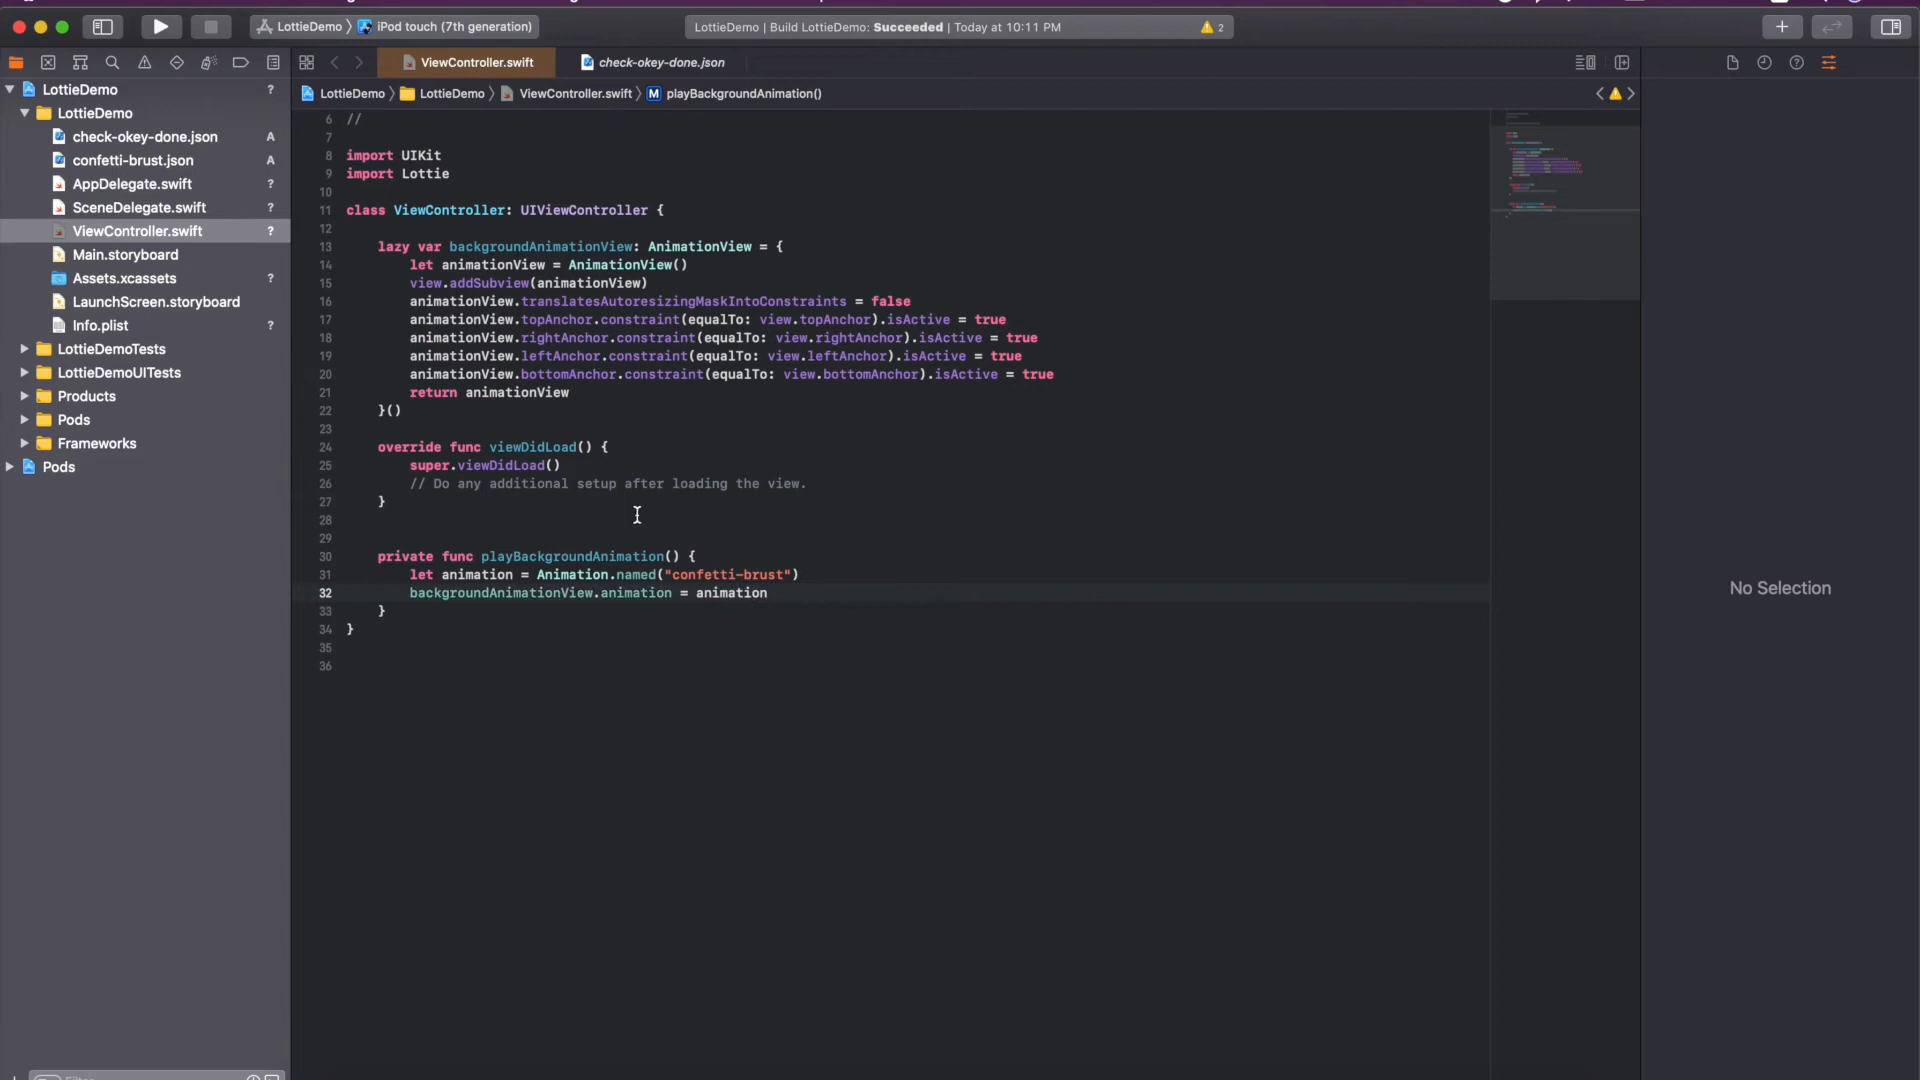 LottieDemo 〉 iPod touch (7th generation)
LottieDemo | Build LottieDemo: Succeeded | Today at 10:11 PM
2
ViewController.swift
check-okey-done.json
LottieDemo ?
LottieDemo 〉 LottieDemo 〉 ViewController.swift 〉 M playBackgroundAnimation()
LottieDemo
check-okey-done.json A
confetti-brust.json A
AppDelegate.swift ?
SceneDelegate.swift ?
ViewController.swift ?
Main.storyboard
Assets.xcassets ?
LaunchScreen.storyboard
Info.plist ?
LottieDemoTests
LottieDemoUITests
Products
Pods
Frameworks
Pods
6 //
7
8 import UIKit
9 import Lottie
10
11 class ViewController: UIViewController {
12
13 lazy var backgroundAnimationView: AnimationView = {
14 let animationView = AnimationView()
15 view.addSubview(animationView)
16 animationView.translatesAutoresizingMaskIntoConstraints = false
17 animationView.topAnchor.constraint(equalTo: view.topAnchor).isActive = true
18 animationView.rightAnchor.constraint(equalTo: view.rightAnchor).isActive = true
19 animationView.leftAnchor.constraint(equalTo: view.leftAnchor).isActive = true
20 animationView.bottomAnchor.constraint(equalTo: view.bottomAnchor).isActive = true
21 return animationView
22 }()
23
24 override func viewDidLoad() {
25 super.viewDidLoad()
26 // Do any additional setup after loading the view.
27 }
28
29
30 private func playBackgroundAnimation() {
31 let animation = Animation.named("confetti-brust")
32 backgroundAnimationView.animation = animation
33 }
34 }
35
36
No Selection